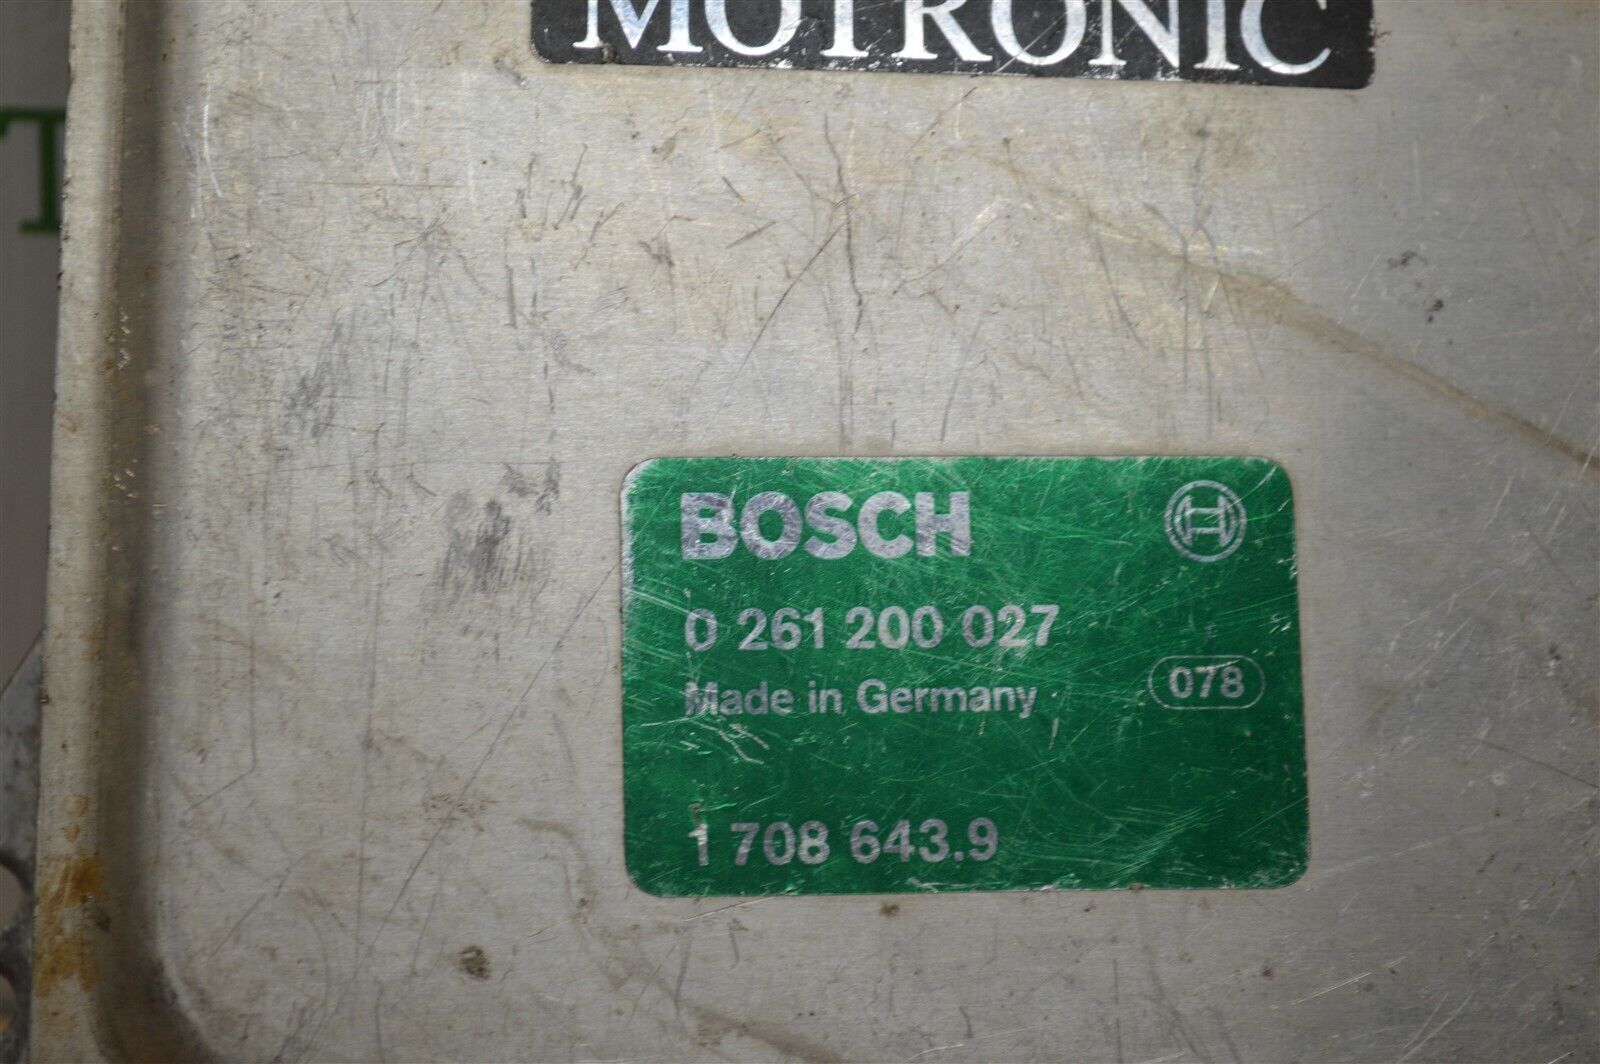 MOTRONIC
T
BOSCH
0 261 200 027
Made in Germany
078
1 708 643.9